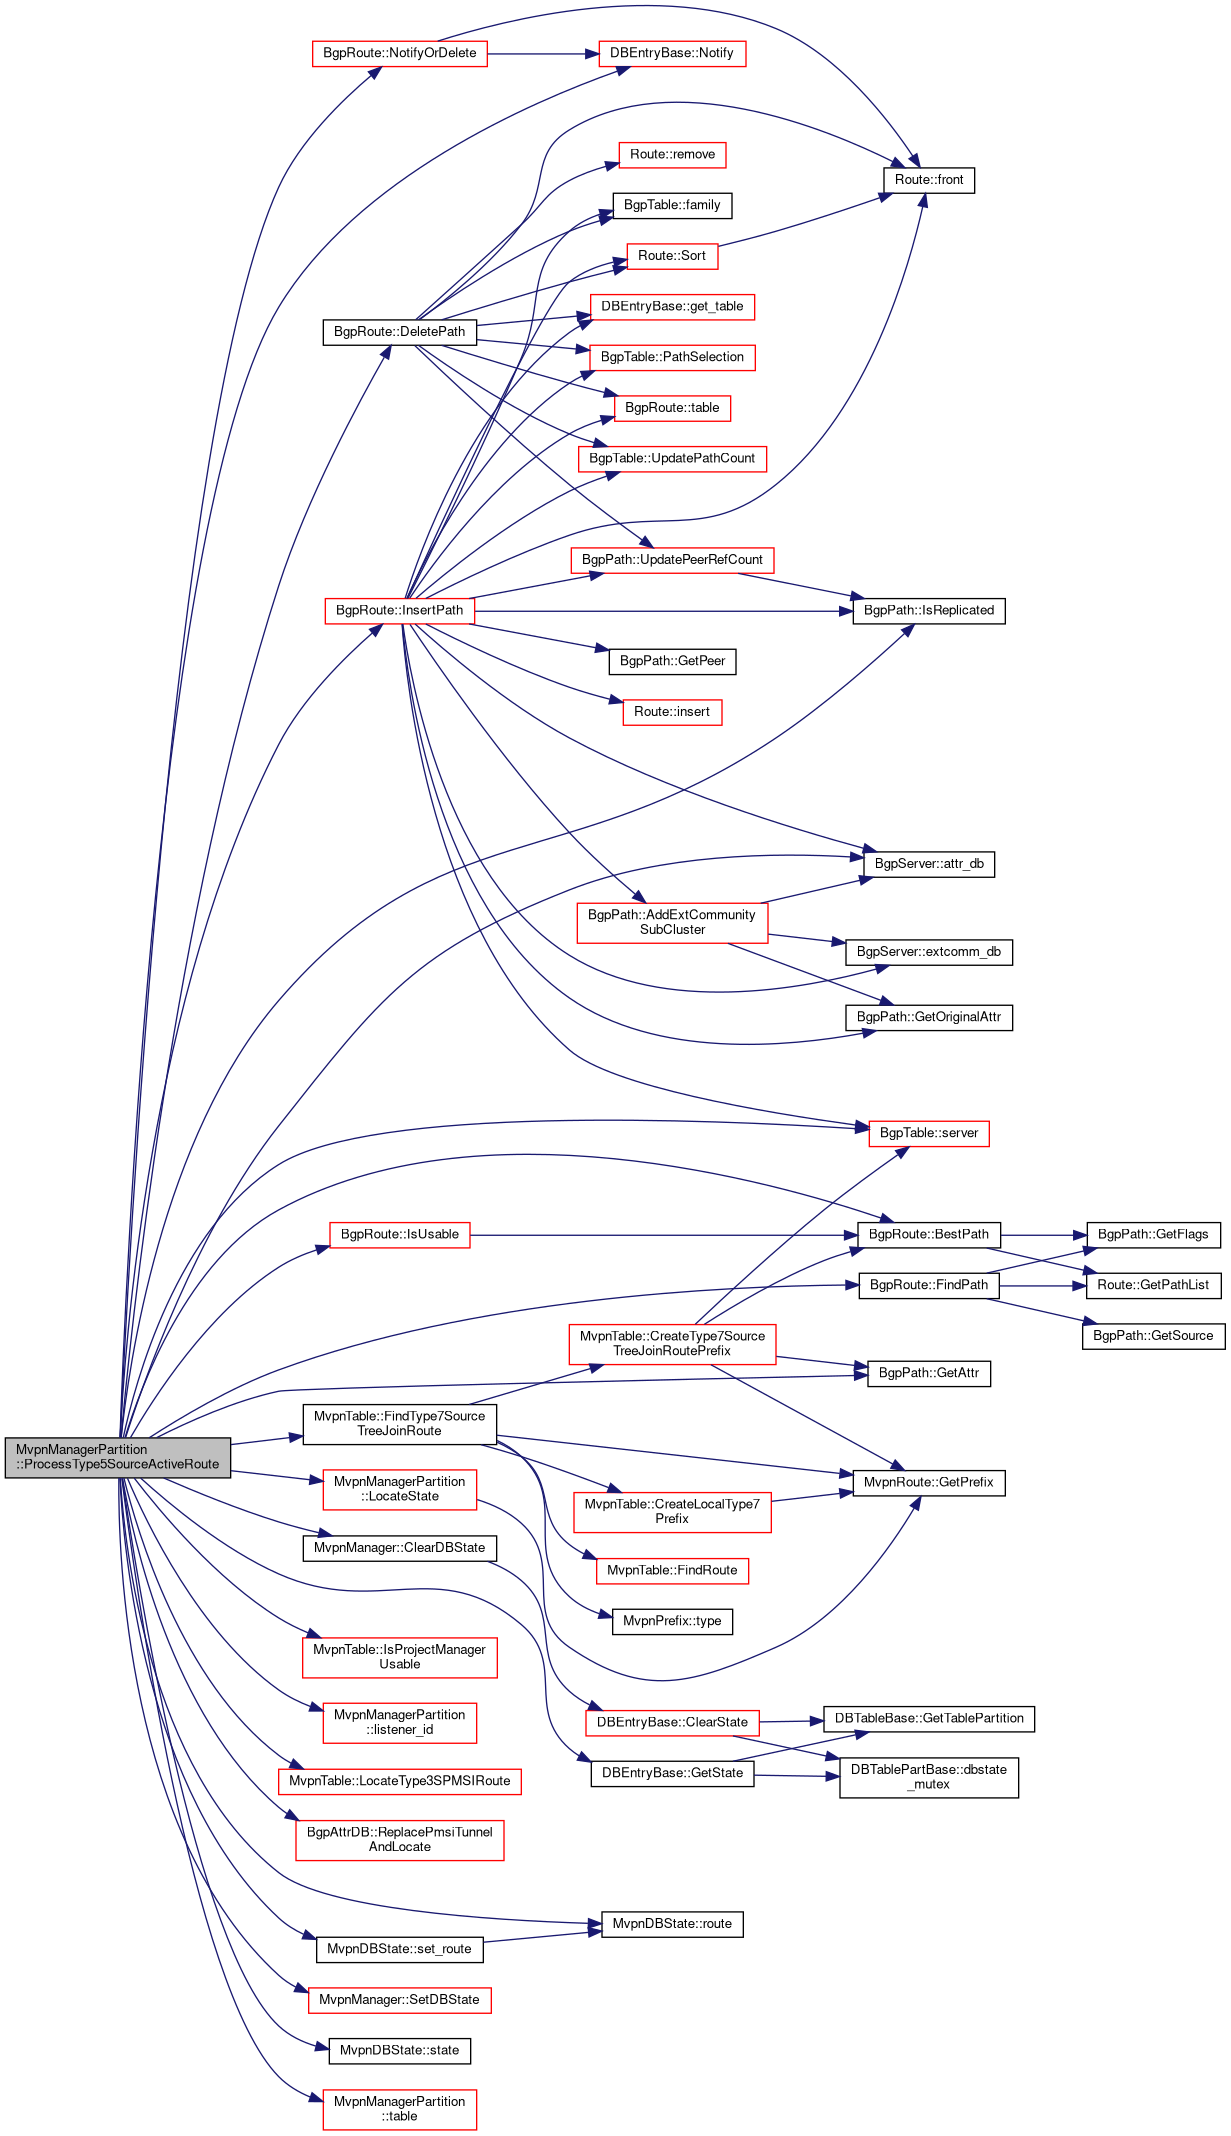 BgpRoute::NotifyOrDelete
DBEntryBase::Notify
Route::remove
Route::front
BgpTable::family
Route::Sort
DBEntryBase::get_table
BgpRoute::DeletePath
BgpTable::PathSelection
BgpRoute::table
BgpTable::UpdatePathCount
BgpPath::UpdatePeerRefCount
BgpRoute::InsertPath
BgpPath::IsReplicated
BgpPath::GetPeer
Route::insert
BgpServer::attr_db
BgpPath::AddExtCommunity
SubCluster
BgpServer::extcomm_db
BgpPath::GetOriginalAttr
BgpTable::server
BgpRoute::IsUsable
BgpRoute::BestPath
BgpPath::GetFlags
BgpRoute::FindPath
Route::GetPathList
BgpPath::GetSource
MvpnTable::CreateType7Source
TreeJoinRoutePrefix
BgpPath::GetAttr
MvpnTable::FindType7Source
TreeJoinRoute
MvpnManagerPartition
::ProcessType5SourceActiveRoute
MvpnManagerPartition
::LocateState
MvpnRoute::GetPrefix
MvpnTable::CreateLocalType7
Prefix
MvpnManager::ClearDBState
MvpnTable::FindRoute
MvpnPrefix::type
MvpnTable::IsProjectManager
Usable
MvpnManagerPartition
::listener_id
DBEntryBase::ClearState
DBTableBase::GetTablePartition
MvpnTable::LocateType3SPMSIRoute
DBEntryBase::GetState
DBTablePartBase::dbstate
_mutex
BgpAttrDB::ReplacePmsiTunnel
AndLocate
MvpnDBState::route
MvpnDBState::set_route
MvpnManager::SetDBState
MvpnDBState::state
MvpnManagerPartition
::table